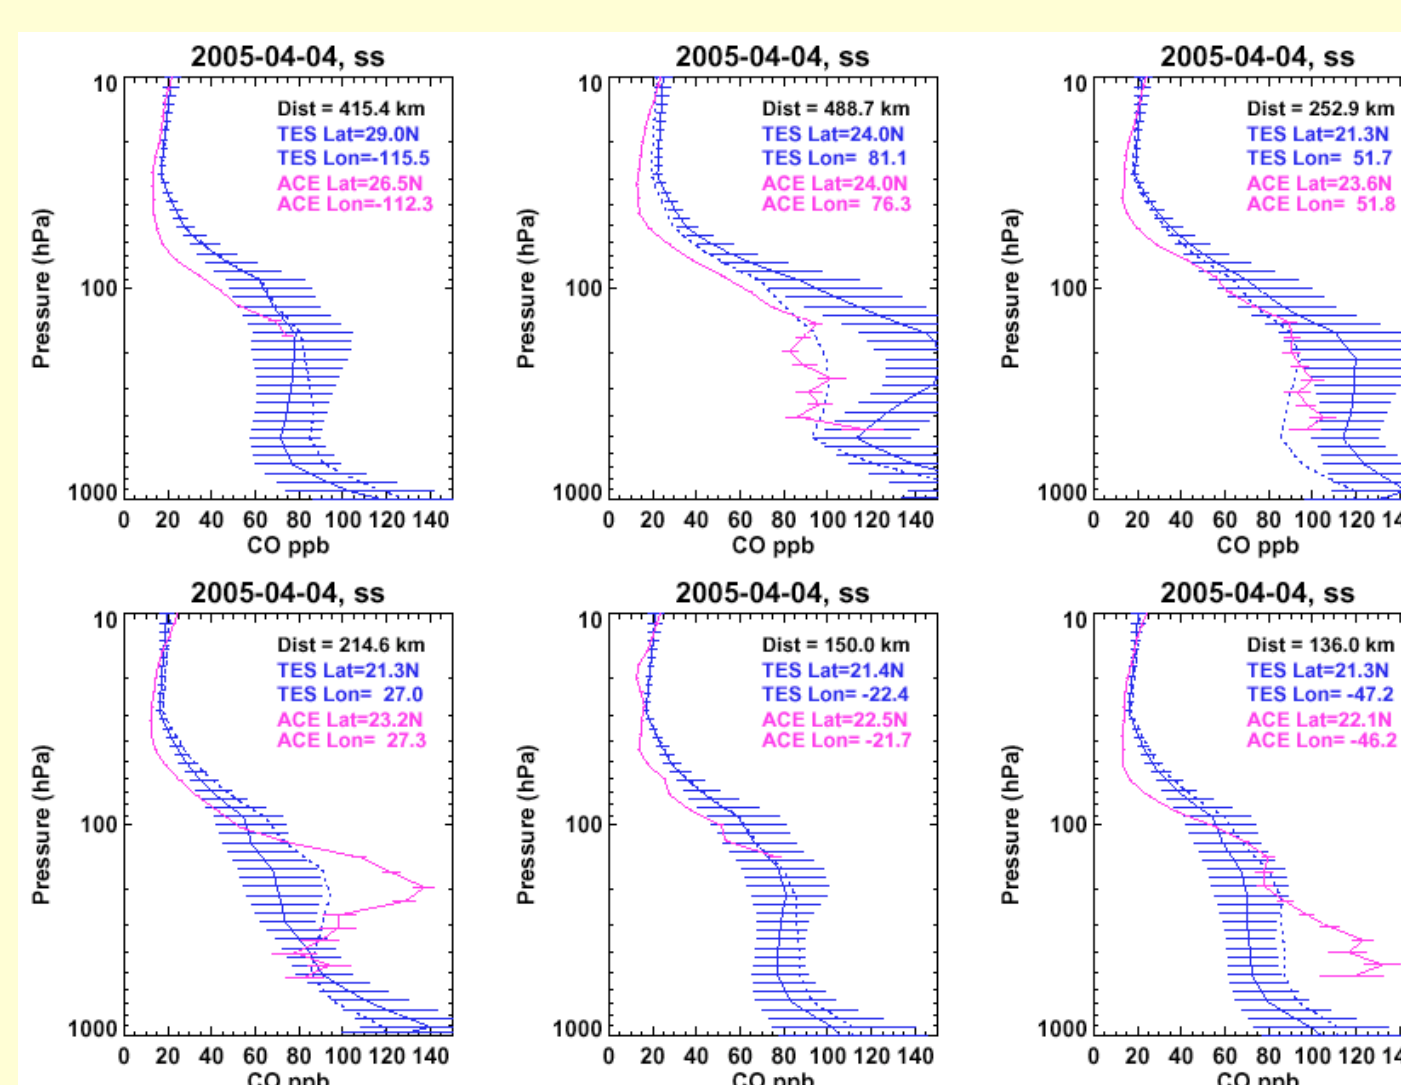 2005-04-04, ss
10
100
1000
Pressure (hPa)
Dist = 415.4 km
TES Lat=29.0N
TES Lon=-115.5
ACE Lat=26.5N
ACE Lon=-112.3
0 20 40 60 80 100 120 140
CO ppb
2005-04-04, ss
10
100
1000
Pressure (hPa)
Dist = 488.7 km
TES Lat=24.0N
TES Lon= 81.1
ACE Lat=24.0N
ACE Lon= 76.3
0 20 40 60 80 100 120 140
CO ppb
2005-04-04, ss
10
100
1000
Pressure (hPa)
Dist = 252.9 km
TES Lat=21.3N
TES Lon= 51.7
ACE Lat=23.6N
ACE Lon= 51.8
0 20 40 60 80 100 120
CO ppb
2005-04-04, ss
10
100
1000
Pressure (hPa)
Dist = 214.6 km
TES Lat=21.3N
TES Lon= 27.0
ACE Lat=23.2N
ACE Lon= 27.3
0 20 40 60 80 100 120 140
CO ppb
2005-04-04, ss
10
100
1000
Pressure (hPa)
Dist = 150.0 km
TES Lat=21.4N
TES Lon= -22.4
ACE Lat=22.5N
ACE Lon= -21.7
0 20 40 60 80 100 120 140
CO ppb
2005-04-04, ss
10
100
1000
Pressure (hPa)
Dist = 136.0 km
TES Lat=21.3N
TES Lon= -47.2
ACE Lat=22.1N
ACE Lon= -46.2
0 20 40 60 80 100 120
CO ppb